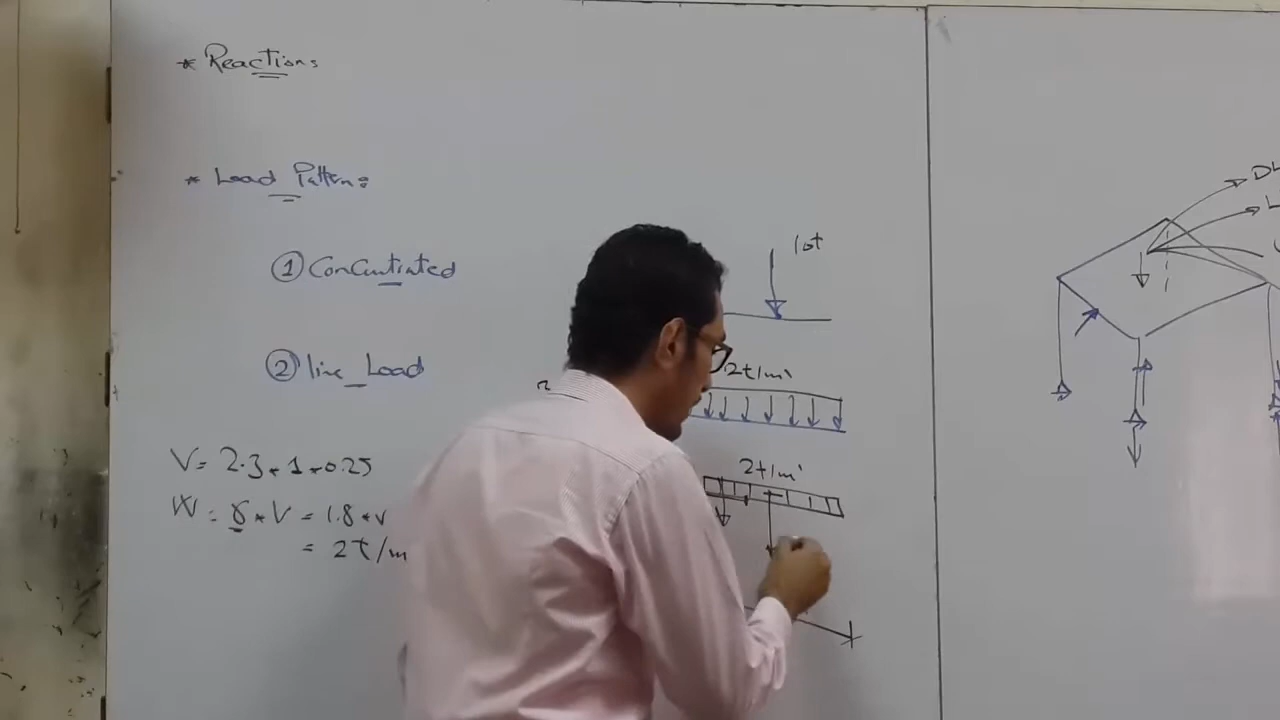 * Reactions
* Load Pattern:
① Concentrated
10t
② line Load
2t/m'
V = 2.3 * 1 * 0.25
2t/m'
W = γ * V = 1.8 * V
= 2t/m
DL
L